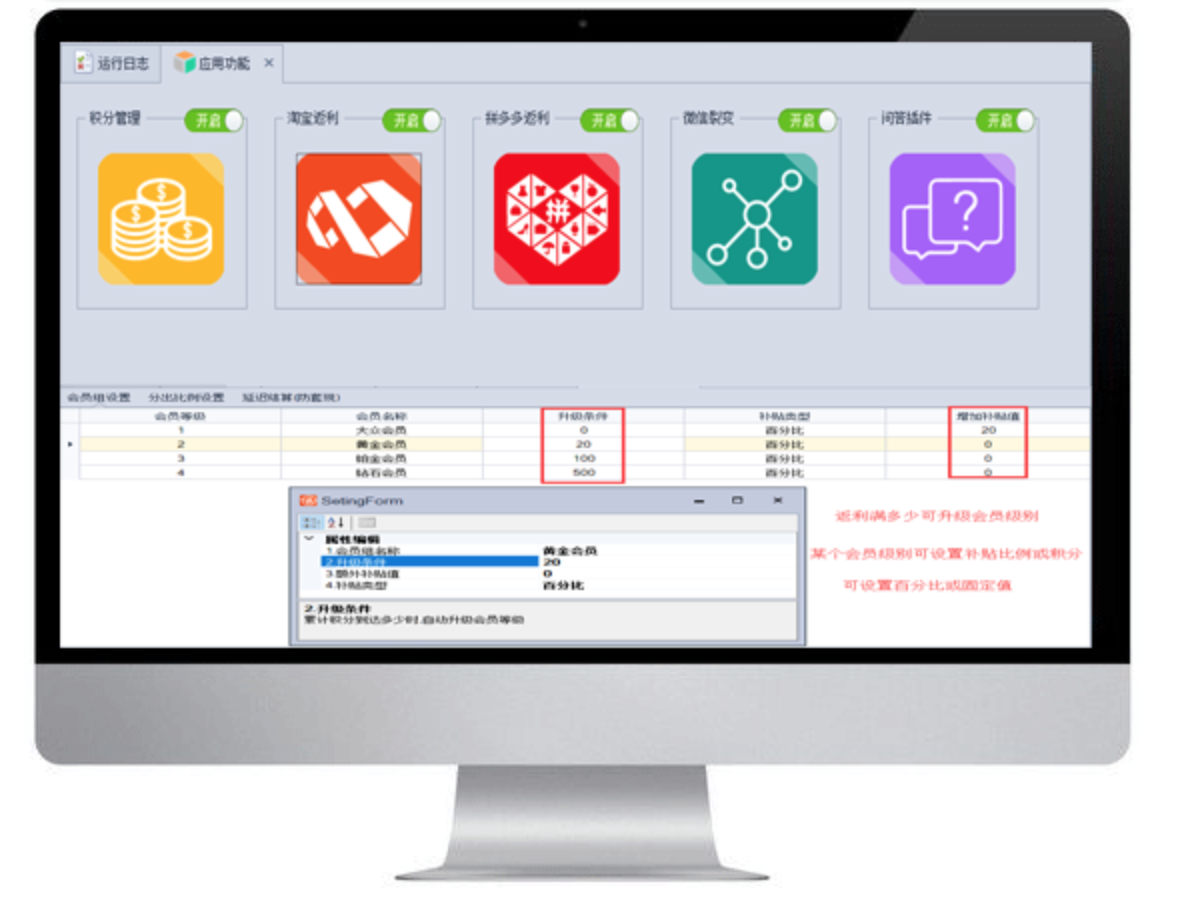 运行日志 应用功能 ×
积分管理 开启 淘宝返利 开启 拼多多返利 开启 微信裂变 开启 问答插件 开启
$ $ $ 拼 ?
会员组设置 分出比例设置
会员等级 会员名称 升级条件 补贴类型 增加补贴值
1 大众会员 0 百分比 20
2 黄金会员 20 百分比 0
3 铂金会员 100 百分比 0
4 钻石会员 500 百分比 0
SetingForm
属性编辑
1.会员组名称 黄金会员
2.升级条件 20
3.额外补贴值 0
4.补贴类型 百分比
2.升级条件
累计积分到达多少时,自动升级会员等级
返利满多少可升级会员级别
某个会员级别可设置补贴比例或积分
可设置百分比或固定值